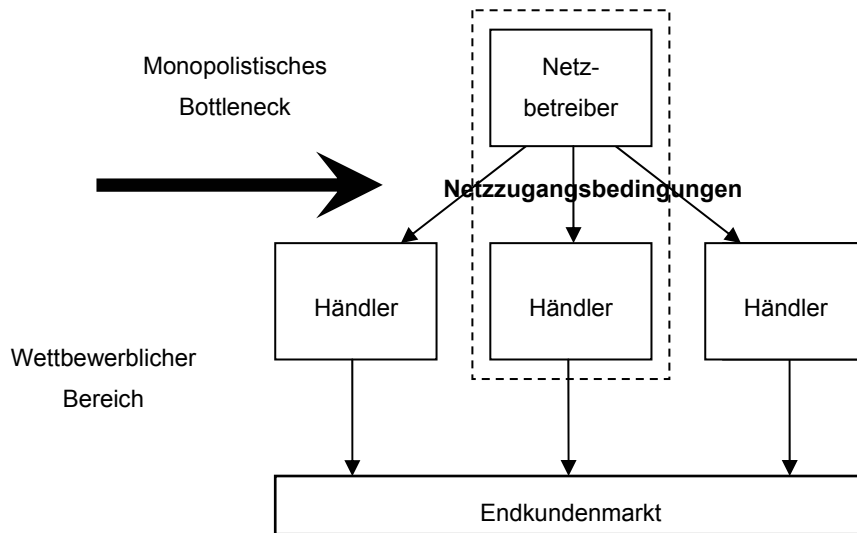 Monopolistisches
Bottleneck
Netz-
betreiber
Netzzugangsbedingungen
Händler
Händler
Händler
Wettbewerblicher
Bereich
Endkundenmarkt